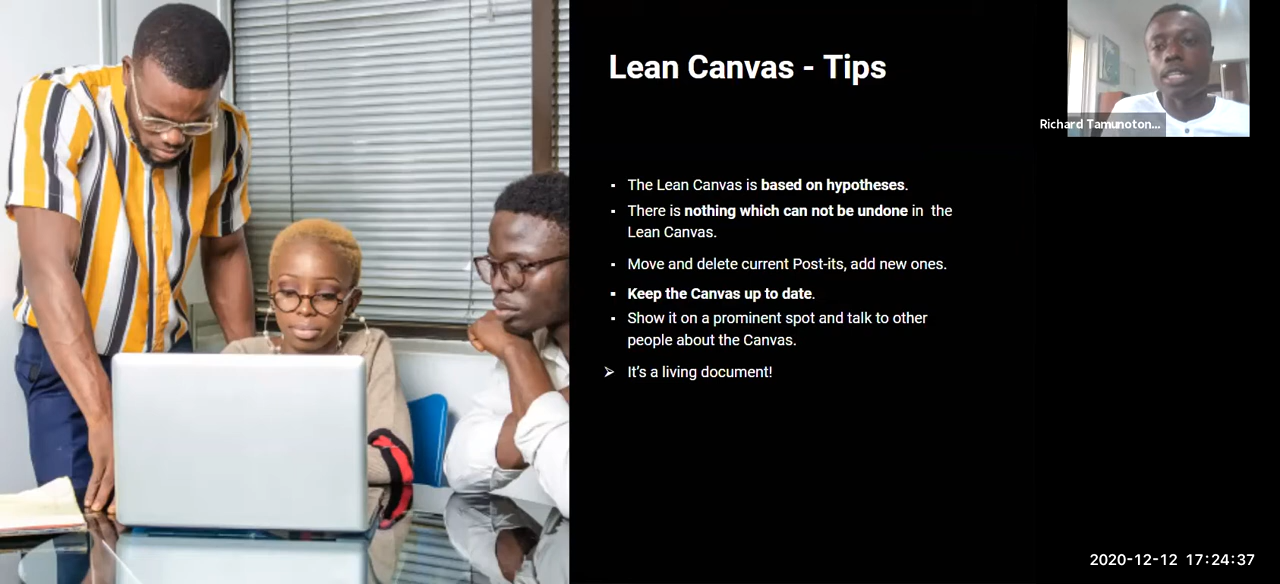 Lean Canvas - Tips
Richard Tamunoton...
▪ The Lean Canvas is based on hypotheses.
▪ There is nothing which can not be undone in the
Lean Canvas.
▪ Move and delete current Post-its, add new ones.
▪ Keep the Canvas up to date.
▪ Show it on a prominent spot and talk to other
people about the Canvas.
➢ It's a living document!
2020-12-12 17:24:37